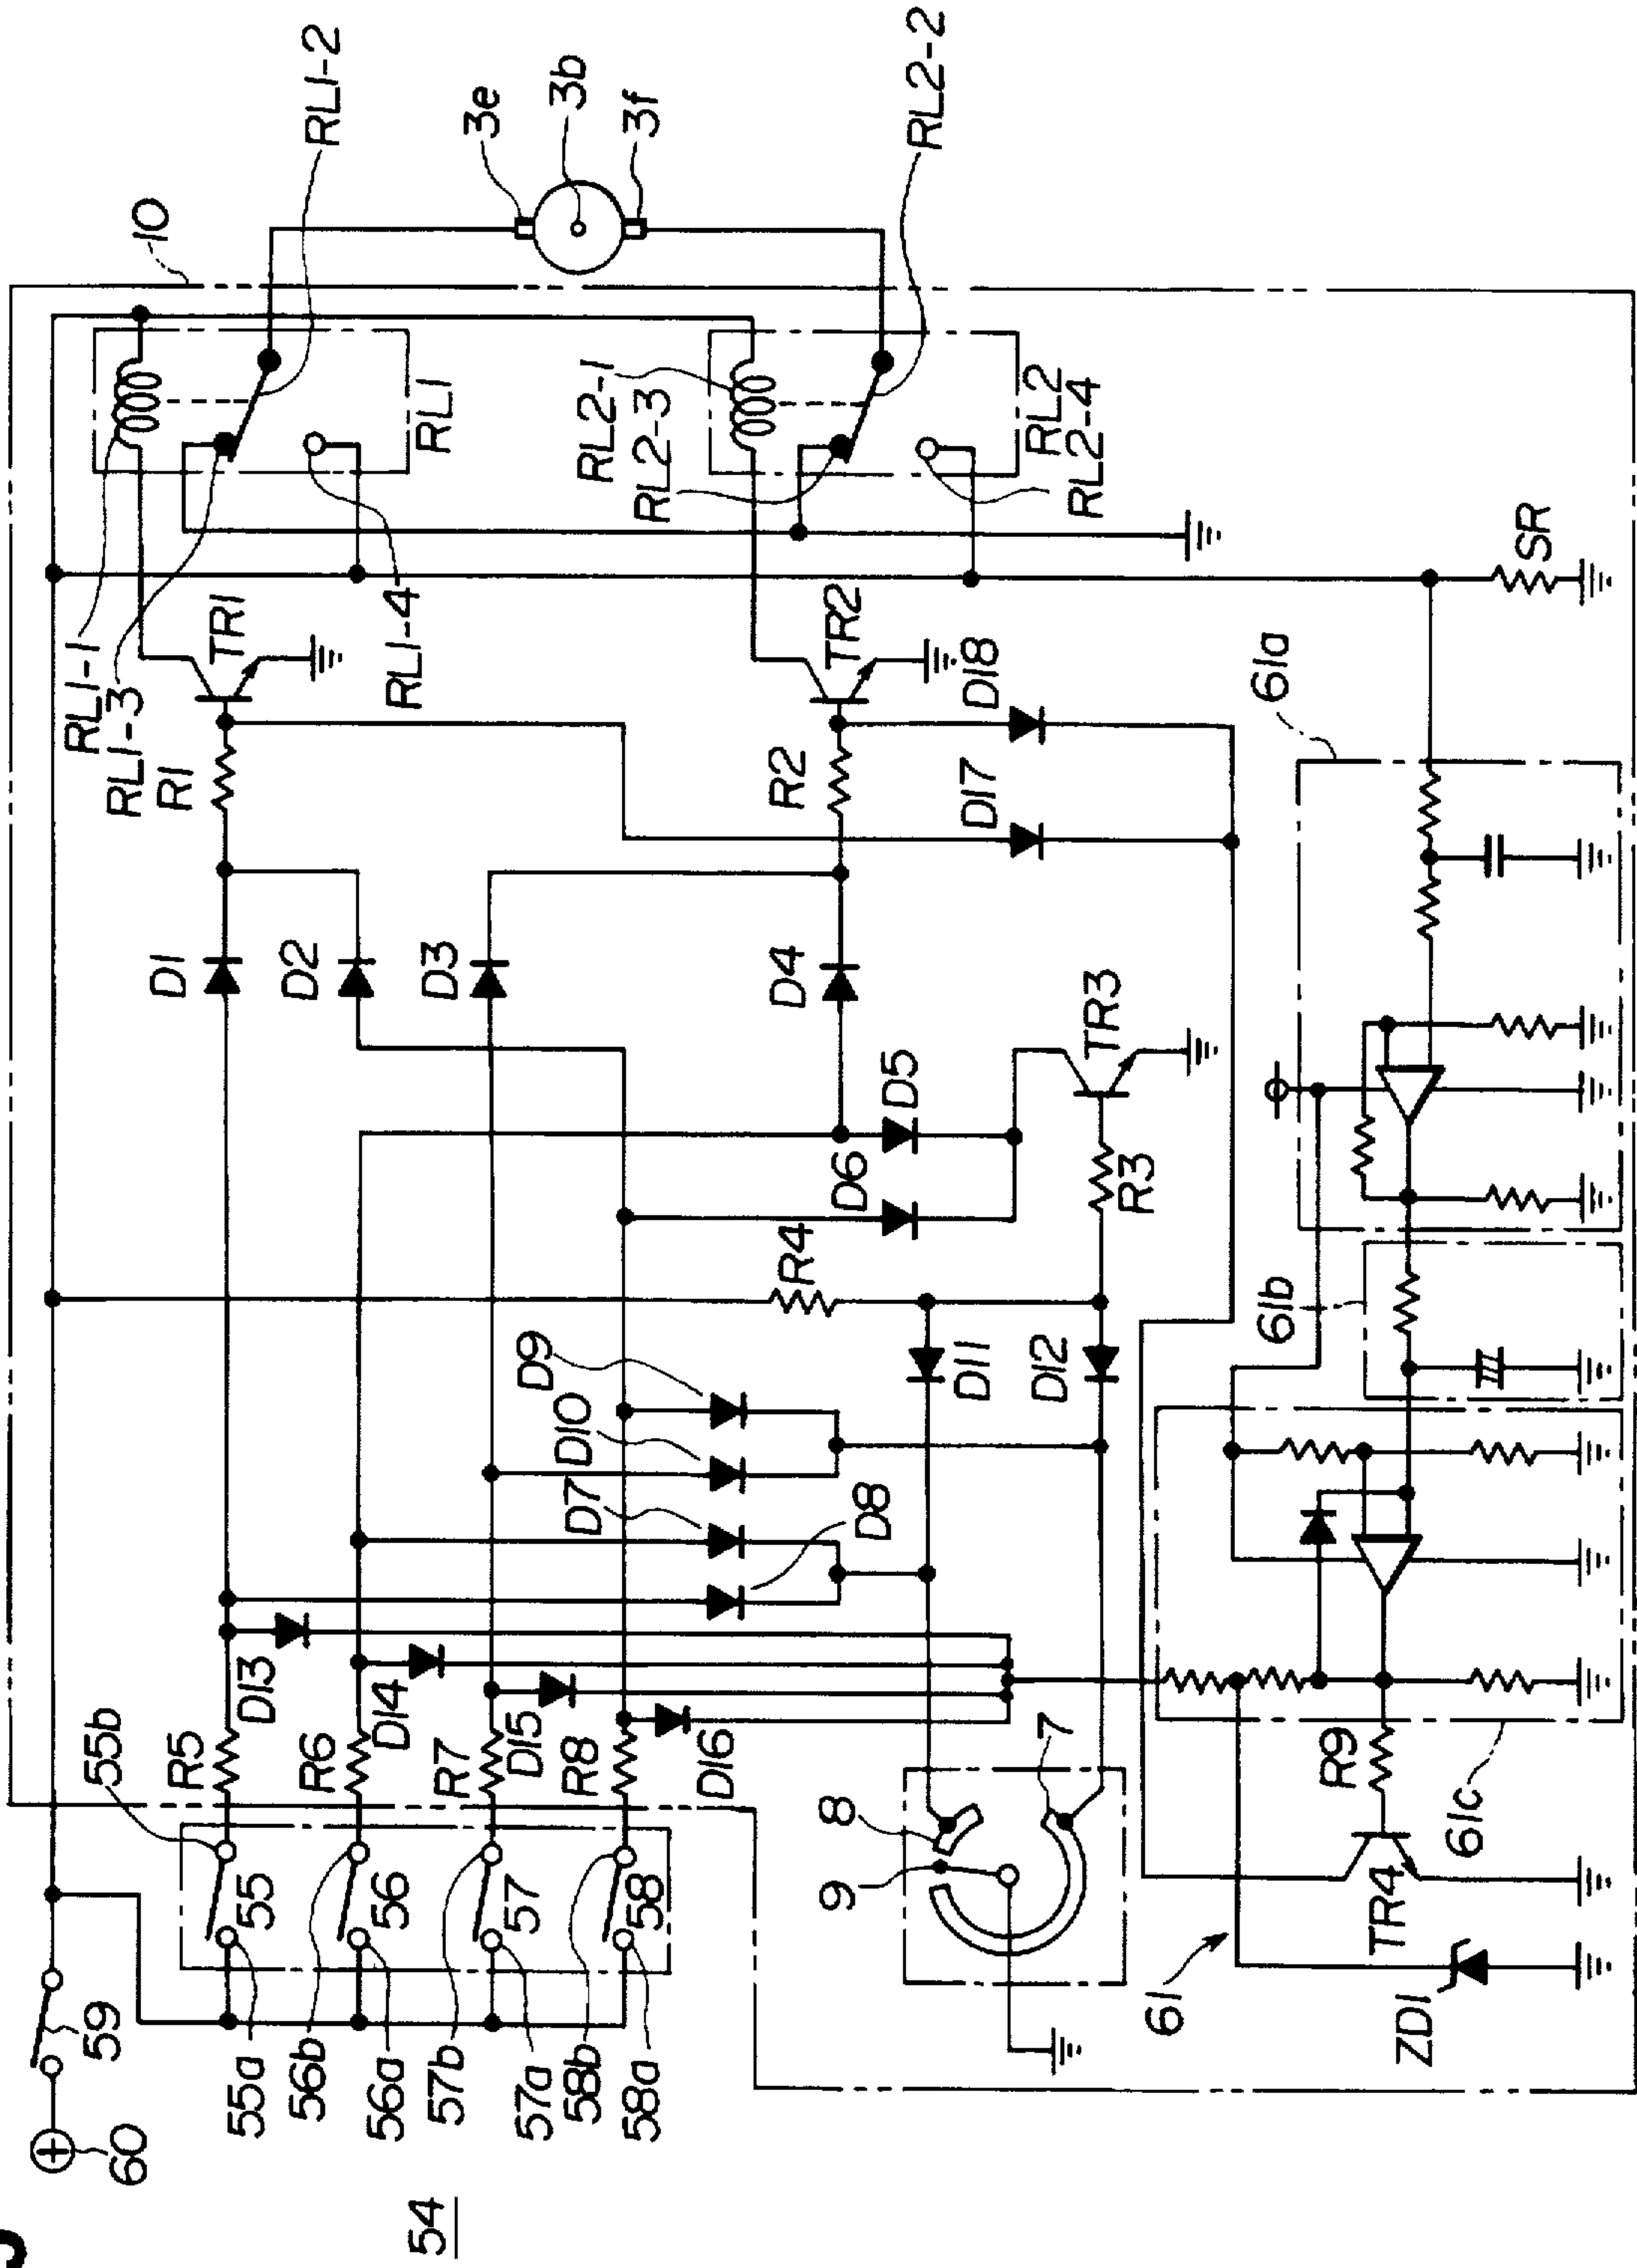 60
59
54
55a
55
55b
56b
56
56a
57b
57
57a
58b
58
58a
R5
R6
R7
R8
D13
D14
D15
D16
D9
D10
D7
D8
D1
D2
D3
D4
D5
D6
R4
D11
D12
R3
TR3
R1
R2
D17
D18
TR1
TR2
RL1-1
RL1-3
RL1-4
RL1
RL1-2
RL2-1
RL2-3
RL2
RL2-4
RL2-2
10
3e
3b
3f
SR
61a
61b
61c
61
8
9
7
R9
TR4
ZD1